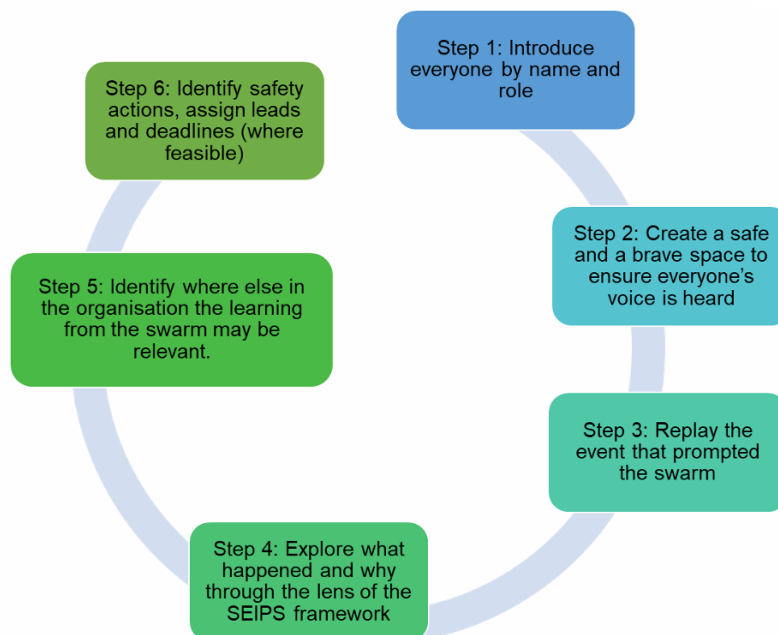 Step 1: Introduce
everyone by name and
role
Step 2: Create a safe
and a brave space to
ensure everyone's
voice is heard
Step 3: Replay the
event that prompted
the swarm
Step 4: Explore what
happened and why
through the lens of the
SEIPS framework
Step 5: Identify where else in
the organisation the learning
from the swarm may be
relevant.
Step 6: Identify safety
actions, assign leads
and deadlines (where
feasible)